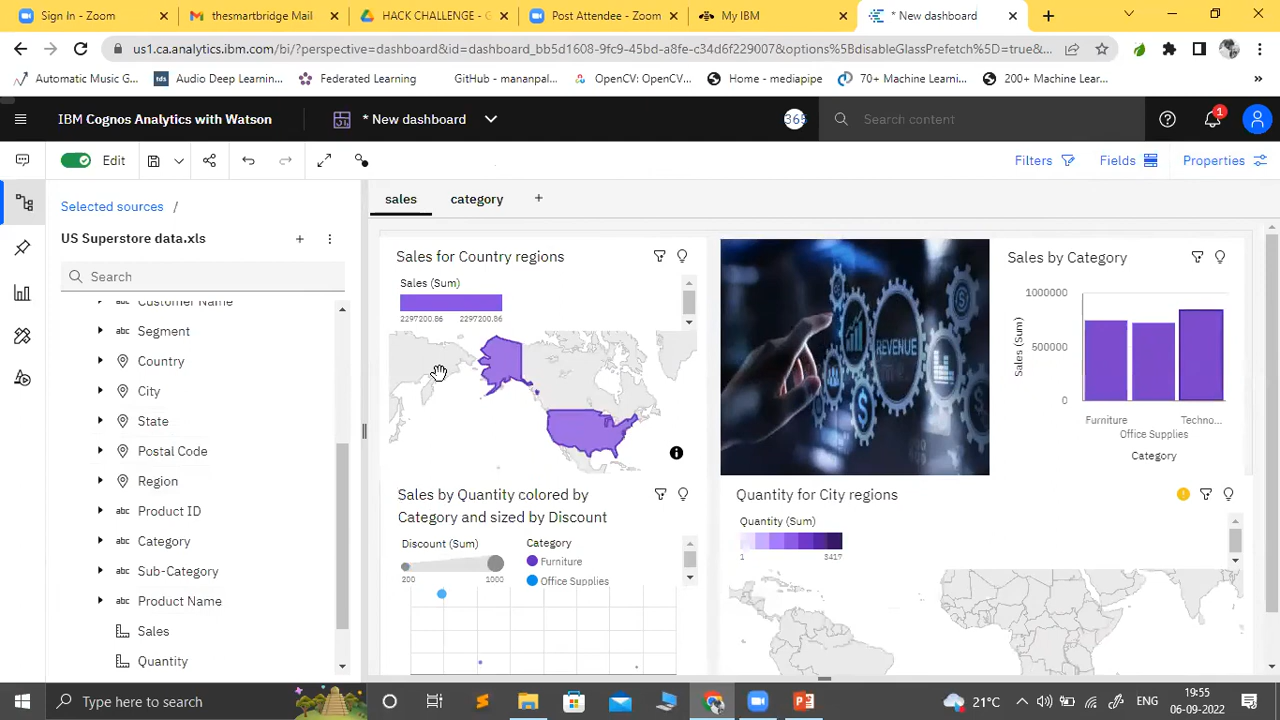 Sign In - Zoom
thesmartbridge Mail
HACK CHALLENGE - G
Post Attendee - Zoom
My IBM
* New dashboard
us1.ca.analytics.ibm.com/bi/?perspective=dashboard&id=dashboard_bb5d1608-9fc9-45bd-a8fe-c34d6f229007&options%5BdisableGlassPrefetch%5D=true&...
Automatic Music G...
Audio Deep Learnin...
Federated Learning
GitHub - mananpal...
OpenCV: OpenCV...
Home - mediapipe
70+ Machine Learni...
200+ Machine Lear...
IBM Cognos Analytics with Watson
* New dashboard
365
Search content
1
Edit
Filters
Fields
Properties
Selected sources /
US Superstore data.xls
Search
abc Customer Name
abc Segment
Country
City
State
Postal Code
Region
abc Product ID
abc Category
abc Sub-Category
abc Product Name
Sales
Quantity
sales
category
Sales for Country regions
Sales (Sum)
2297200.86 2297200.86
REVENUE
Sales by Category
Sales (Sum)
1000000
500000
0
Furniture
Techno...
Office Supplies
Category
Sales by Quantity colored by
Category and sized by Discount
Discount (Sum)
200 1000
Category
Furniture
Office Supplies
Quantity for City regions
Quantity (Sum)
1 3417
Type here to search
21°C
ENG
19:55
06-09-2022